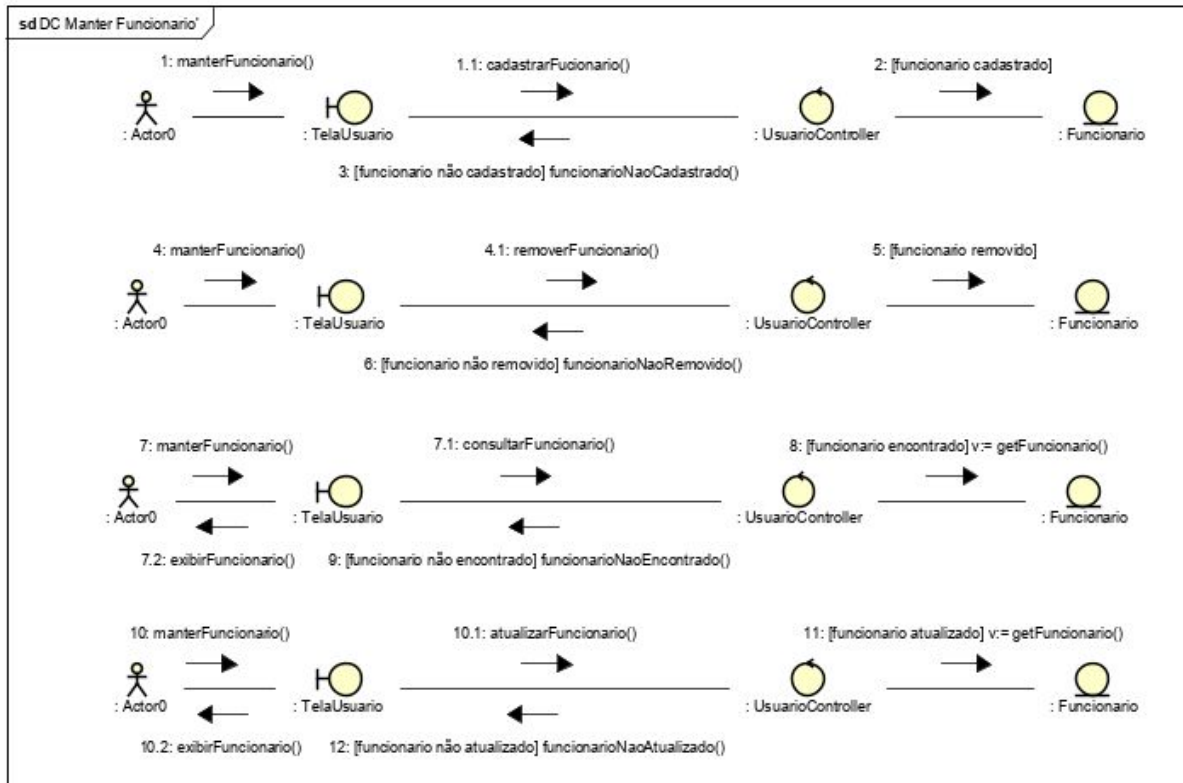 sd DC Manter Funcionario'
1: manterFuncionario()
1.1: cadastrarFucionario()
2: [funcionario cadastrado]
: Actor0
: TelaUsuario
: UsuarioController
: Funcionario
3: [funcionario não cadastrado] funcionarioNaoCadastrado()
4: manterFuncionario()
4.1: removerFuncionario()
5: [funcionario removido]
: Actor0
: TelaUsuario
: UsuarioController
: Funcionario
6: [funcionario não removido] funcionarioNaoRemovido()
7: manterFuncionario()
7.1: consultarFuncionario()
8: [funcionario encontrado] v:= getFuncionario()
: Actor0
: TelaUsuario
: UsuarioController
: Funcionario
7.2: exibirFuncionario()
9: [funcionario não encontrado] funcionarioNaoEncontrado()
10: manterFuncionario()
10.1: atualizarFuncionario()
11: [funcionario atualizado] v:= getFuncionario()
: Actor0
: TelaUsuario
: UsuarioController
: Funcionario
10.2: exibirFuncionario()
12: [funcionario não atualizado] funcionarioNaoAtualizado()